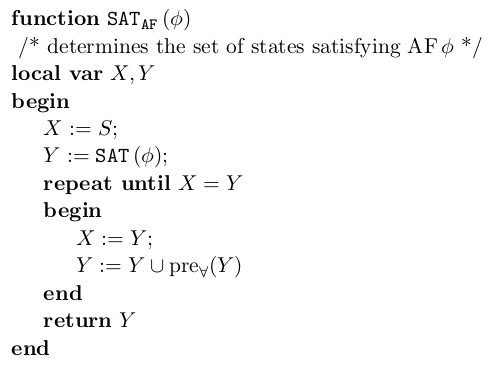 function SAT_AF (ϕ)
/* determines the set of states satisfying AF ϕ */
local var X, Y
begin
X := S;
Y := SAT (ϕ);
repeat until X = Y
begin
X := Y;
Y := Y ∪ pre_∀(Y)
end
return Y
end